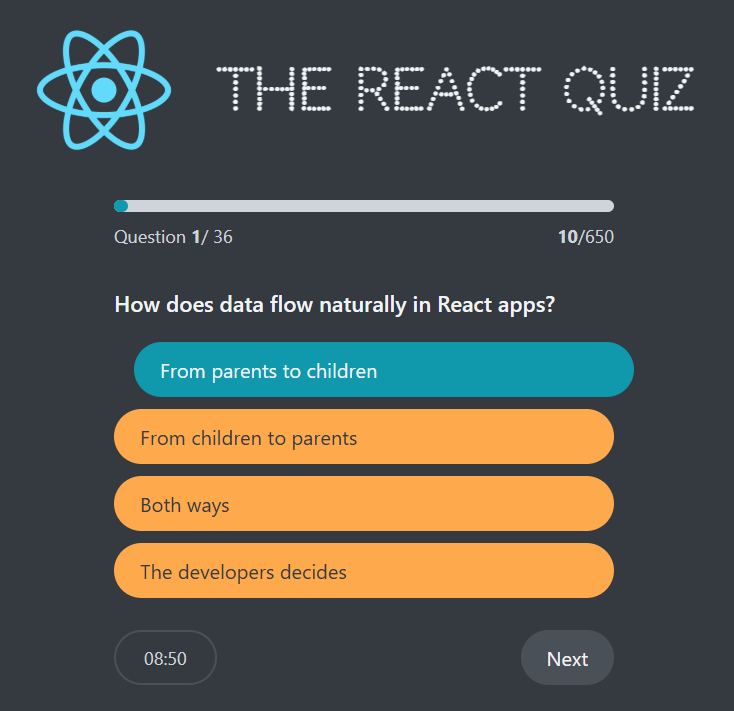 THE REACT QUIZ
Question 1/ 36
10/650
How does data flow naturally in React apps?
From parents to children
From children to parents
Both ways
The developers decides
08:50
Next